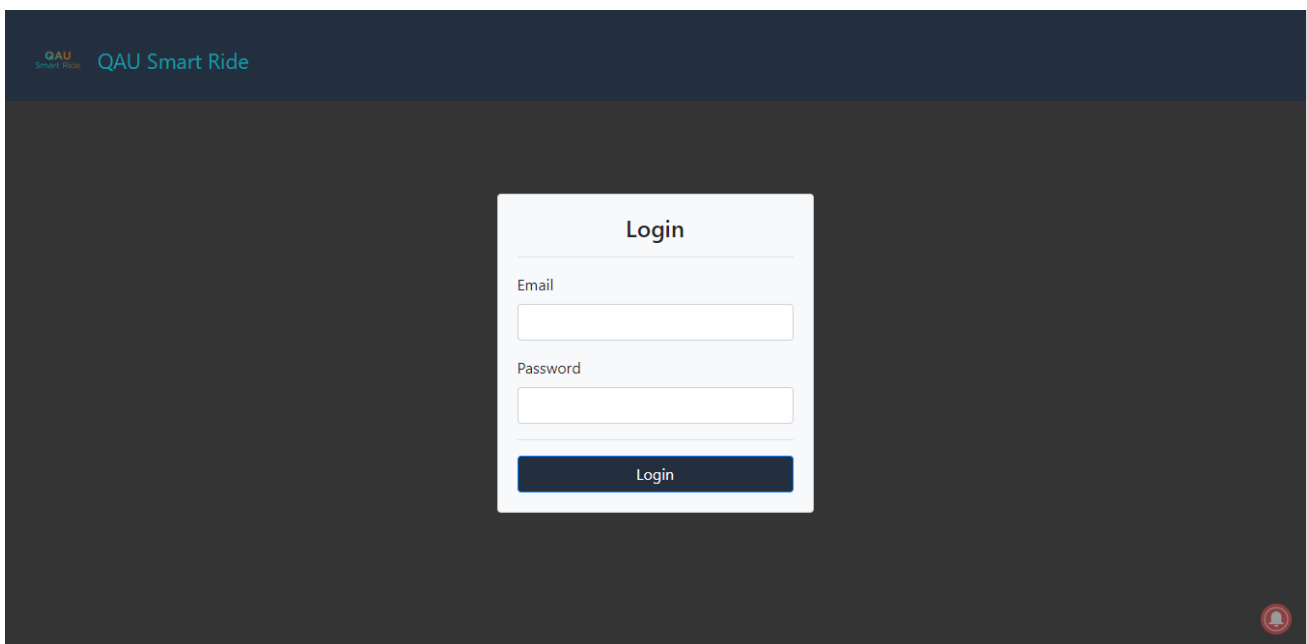 QAU
Smart Ride
QAU Smart Ride
Login
Email
Password
Login